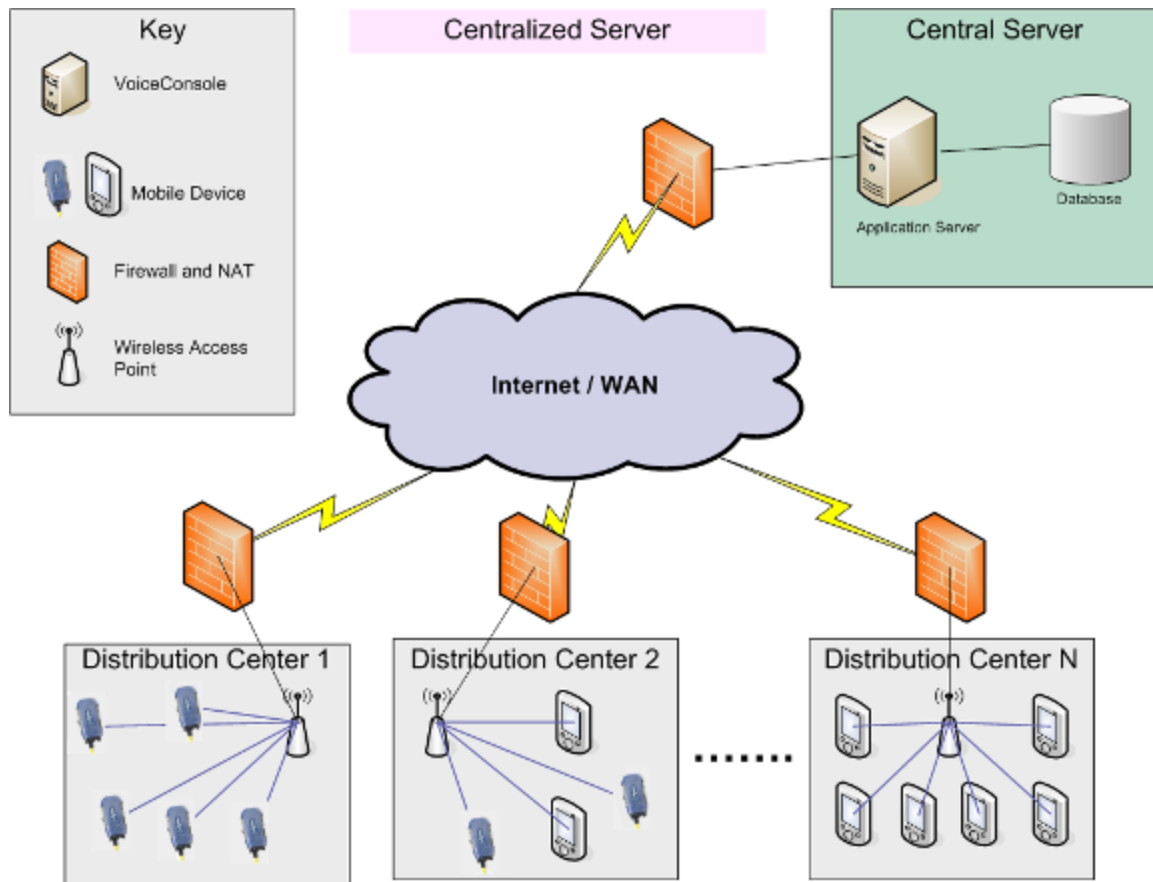 Key
VoiceConsole
Mobile Device
Firewall and NAT
Wireless Access
Point
Centralized Server
Central Server
Application Server
Database
Internet / WAN
Distribution Center 1
Distribution Center 2
Distribution Center N